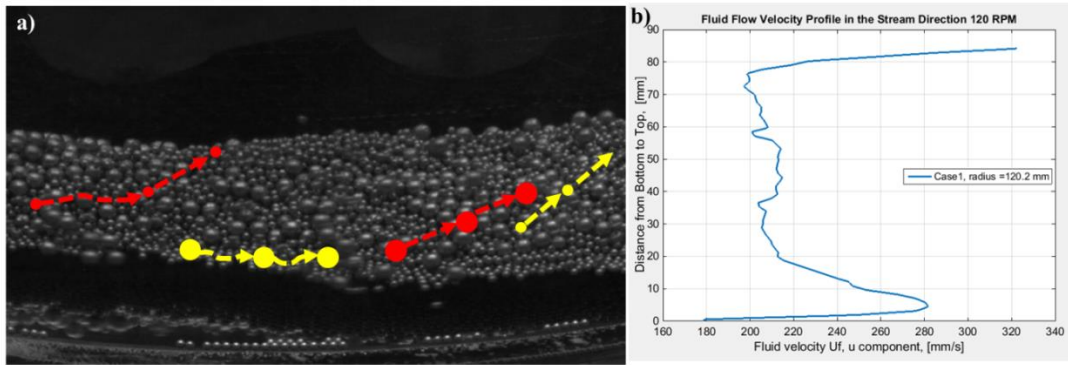 a)
b)
Fluid Flow Velocity Profile in the Stream Direction 120 RPM
Distance from Bottom to Top, [mm]
90
80
70
60
50
40
30
20
10
0
Case1, radius =120.2 mm
160 180 200 220 240 260 280 300 320 340
Fluid velocity Uf, u component, [mm/s]